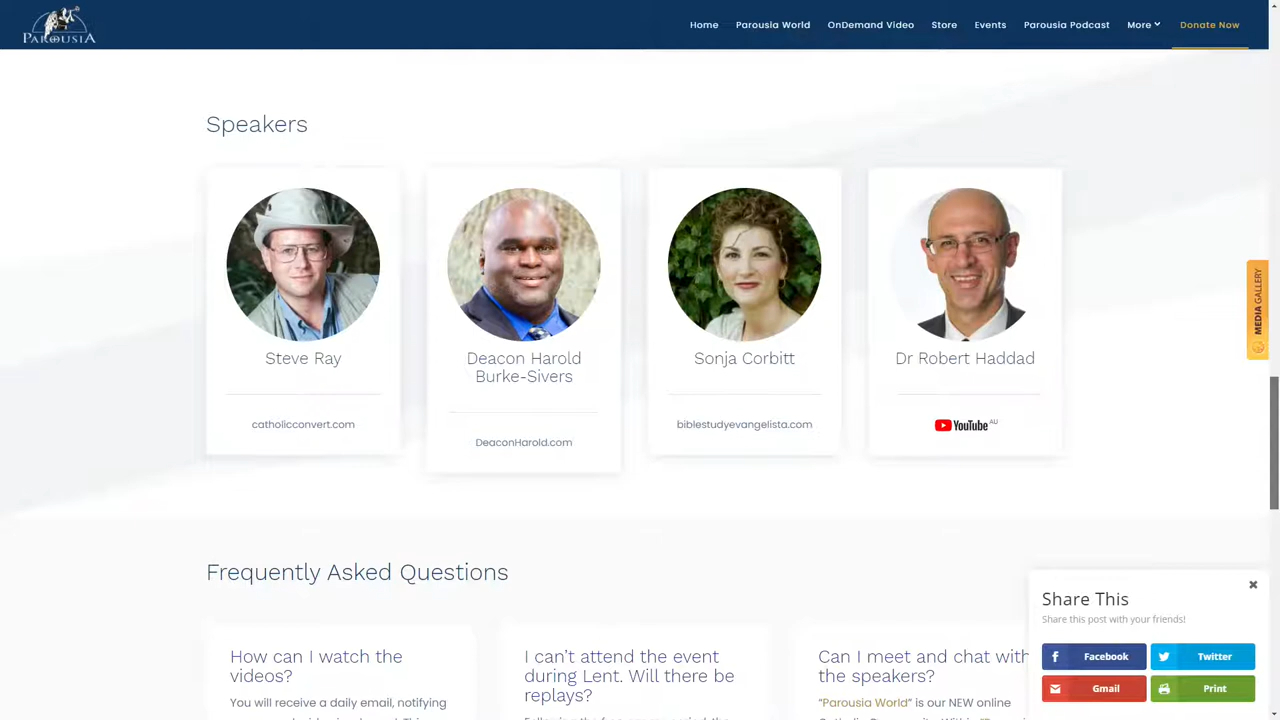 PAROUSIA
Home Parousia World OnDemand Video Store Events Parousia Podcast More Donate Now
Speakers
Steve Ray
catholicconvert.com
Deacon Harold
Burke-Sivers
DeaconHarold.com
Sonja Corbitt
biblestudyevangelista.com
Dr Robert Haddad
YouTube AU
MEDIA GALLERY
Frequently Asked Questions
How can I watch the
videos?
You will receive a daily email, notifying
I can't attend the event
during Lent. Will there be
replays?
Can I meet and chat with
the speakers?
"Parousia World" is our NEW online
Share This
Share this post with your friends!
Facebook
Twitter
Gmail
Print